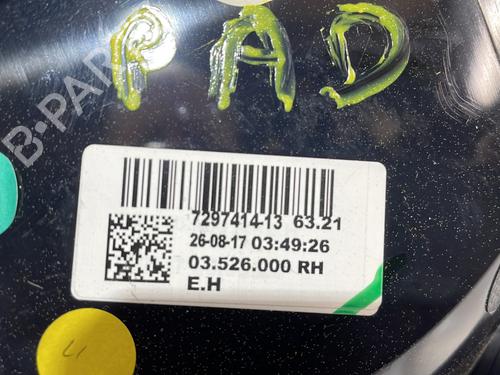 PAD
B-PAR
7297414-13 63.21
26-08-17 03:49:26
03.526.000 RH
E.H